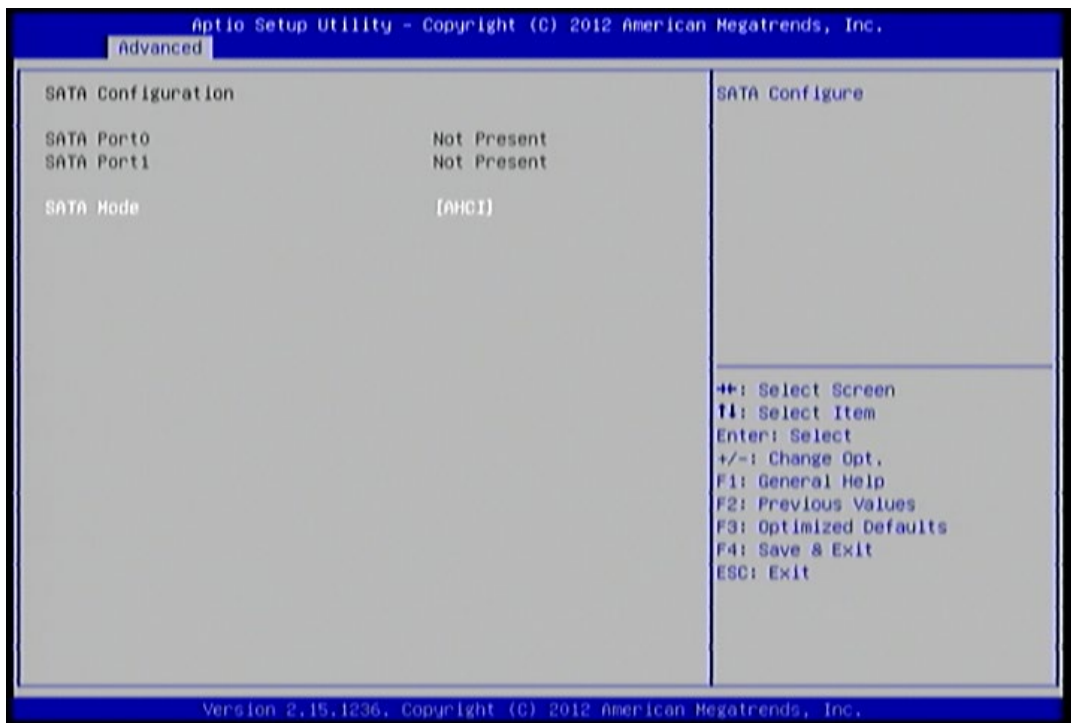 Aptio Setup Utility – Copyright (C) 2012 American Megatrends, Inc.
Advanced
SATA Configuration
SATA Port0 Not Present
SATA Port1 Not Present
SATA Mode [AHCI]
SATA Configure
→←: Select Screen
↑↓: Select Item
Enter: Select
+/-: Change Opt.
F1: General Help
F2: Previous Values
F3: Optimized Defaults
F4: Save & Exit
ESC: Exit
Version 2.15.1236. Copyright (C) 2012 American Megatrends, Inc.